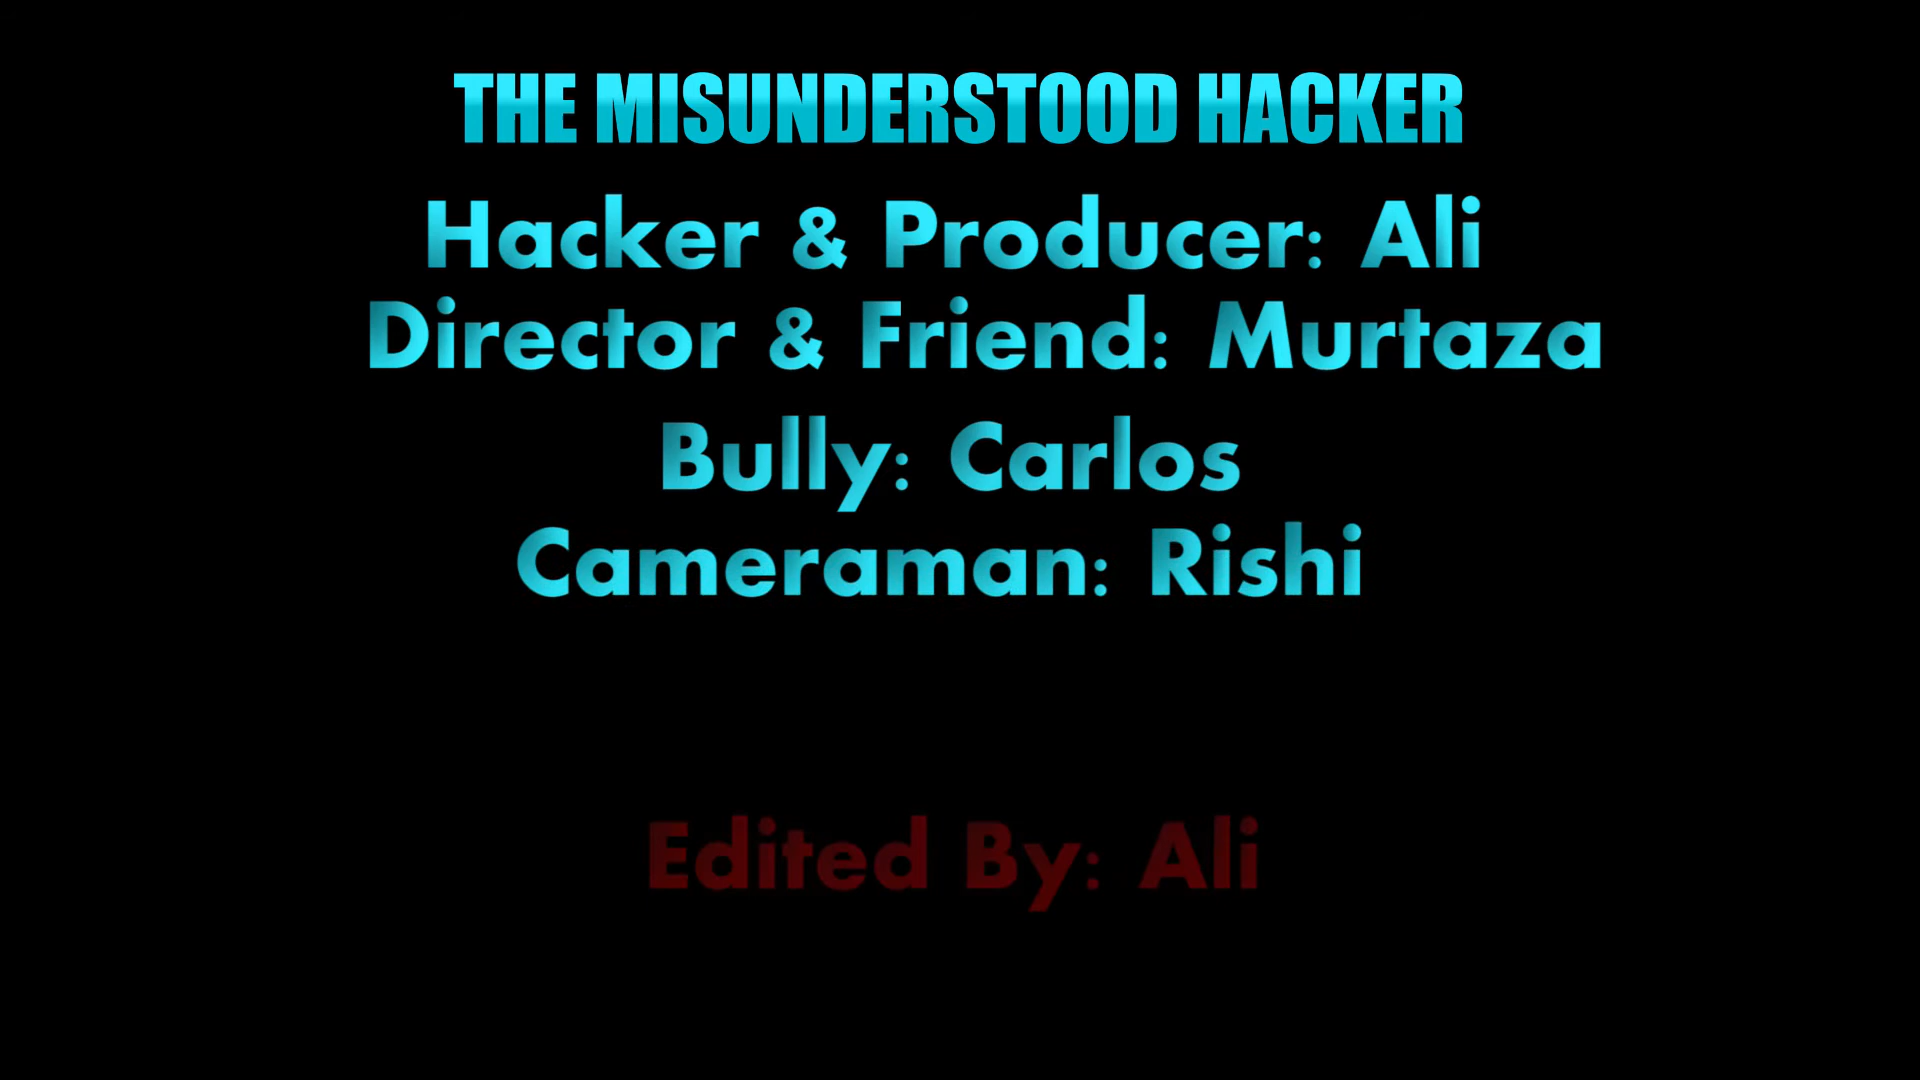 THE MISUNDERSTOOD HACKER
Hacker & Producer: Ali
Director & Friend: Murtaza
Bully: Carlos
Cameraman: Rishi
Edited By: Ali